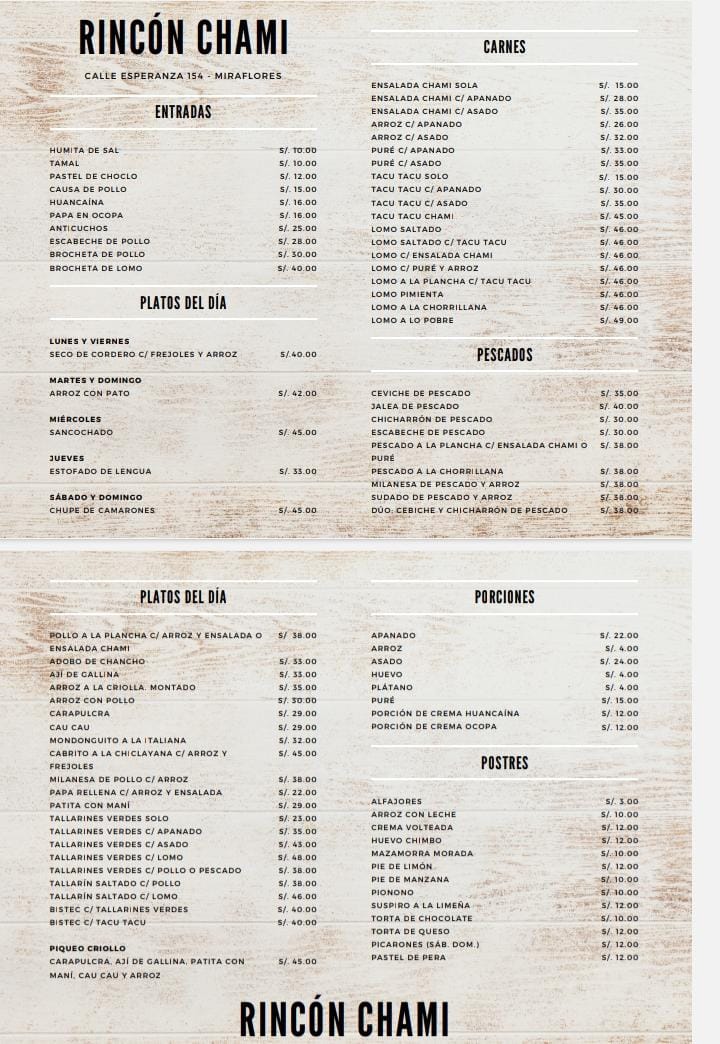 RINCÓN CHAMI
CALLE ESPERANZA 154 - MIRAFLORES
ENTRADAS
HUMITA DE SAL S/. 10.00
TAMAL S/. 10.00
PASTEL DE CHOCLO S/. 12.00
CAUSA DE POLLO S/. 15.00
HUANCAÍNA S/. 16.00
PAPA EN OCOPA S/. 16.00
ANTICUCHOS S/. 25.00
ESCABECHE DE POLLO S/. 28.00
BROCHETA DE POLLO S/. 30.00
BROCHETA DE LOMO S/. 40.00
PLATOS DEL DÍA
LUNES Y VIERNES
SECO DE CORDERO C/ FREJOLES Y ARROZ S/.40.00
MARTES Y DOMINGO
ARROZ CON PATO S/. 42.00
MIÉRCOLES
SANCOCHADO S/. 45.00
JUEVES
ESTOFADO DE LENGUA S/. 33.00
SÁBADO Y DOMINGO
CHUPE DE CAMARONES S/. 45.00
CARNES
ENSALADA CHAMI SOLA S/. 15.00
ENSALADA CHAMI C/ APANADO S/. 28.00
ENSALADA CHAMI C/ ASADO S/. 35.00
ARROZ C/ APANADO S/. 26.00
ARROZ C/ ASADO S/. 32.00
PURÉ C/ APANADO S/. 33.00
PURÉ C/ ASADO S/. 35.00
TACU TACU SOLO S/. 15.00
TACU TACU C/ APANADO S/. 30.00
TACU TACU C/ ASADO S/. 35.00
TACU TACU CHAMI S/. 45.00
LOMO SALTADO S/. 46.00
LOMO SALTADO C/ TACU TACU S/. 46.00
LOMO C/ ENSALADA CHAMI S/. 46.00
LOMO C/ PURÉ Y ARROZ S/. 46.00
LOMO A LA PLANCHA C/ TACU TACU S/. 46.00
LOMO PIMIENTA S/. 46.00
LOMO A LA CHORRILLANA S/. 46.00
LOMO A LO POBRE S/. 49.00
PESCADOS
CEVICHE DE PESCADO S/. 35.00
JALEA DE PESCADO S/. 40.00
CHICHARRÓN DE PESCADO S/. 30.00
ESCABECHE DE PESCADO S/. 30.00
PESCADO A LA PLANCHA C/ ENSALADA CHAMI O S/. 38.00
PURÉ
PESCADO A LA CHORRILLANA S/. 38.00
MILANESA DE PESCADO Y ARROZ S/. 38.00
SUDADO DE PESCADO Y ARROZ S/. 38.00
DÚO: CEBICHE Y CHICHARRÓN DE PESCADO S/. 38.00
PLATOS DEL DÍA
POLLO A LA PLANCHA C/ ARROZ Y ENSALADA O S/ 38.00
ENSALADA CHAMI
ADOBO DE CHANCHO S/. 33.00
AJÍ DE GALLINA S/. 33.00
ARROZ A LA CRIOLLA, MONTADO S/. 35.00
ARROZ CON POLLO S/. 30.00
CARAPULCRA S/. 29.00
CAU CAU S/. 29.00
MONDONGUITO A LA ITALIANA S/. 32.00
CABRITO A LA CHICLAYANA C/ ARROZ Y S/. 45.00
FREJOLES
MILANESA DE POLLO C/ ARROZ S/. 38.00
PAPA RELLENA C/ ARROZ Y ENSALADA S/. 22.00
PATITA CON MANÍ S/. 29.00
TALLARINES VERDES SOLO S/. 23.00
TALLARINES VERDES C/ APANADO S/. 35.00
TALLARINES VERDES C/ ASADO S/. 43.00
TALLARINES VERDES C/ LOMO S/. 48.00
TALLARINES VERDES C/ POLLO O PESCADO S/. 38.00
TALLARÍN SALTADO C/ POLLO S/. 38.00
TALLARÍN SALTADO C/ LOMO S/. 46.00
BISTEC C/ TALLARINES VERDES S/. 40.00
BISTEC C/ TACU TACU S/. 40.00
PIQUEO CRIOLLO
CARAPULCRA, AJÍ DE GALLINA, PATITA CON S/. 45.00
MANÍ, CAU CAU Y ARROZ
PORCIONES
APANADO S/. 22.00
ARROZ S/. 4.00
ASADO S/. 24.00
HUEVO S/. 4.00
PLÁTANO S/. 4.00
PURÉ S/. 15.00
PORCIÓN DE CREMA HUANCAÍNA S/. 12.00
PORCIÓN DE CREMA OCOPA S/. 12.00
POSTRES
ALFAJORES S/. 3.00
ARROZ CON LECHE S/. 10.00
CREMA VOLTEADA S/. 12.00
HUEVO CHIMBO S/. 12.00
MAZAMORRA MORADA S/. 10.00
PIE DE LIMÓN S/. 12.00
PIE DE MANZANA S/. 10.00
PIONONO S/. 10.00
SUSPIRO A LA LIMEÑA S/. 12.00
TORTA DE CHOCOLATE S/. 10.00
TORTA DE QUESO S/. 12.00
PICARONES (SÁB. DOM.) S/. 12.00
PASTEL DE PERA S/. 12.00
RINCÓN CHAMI